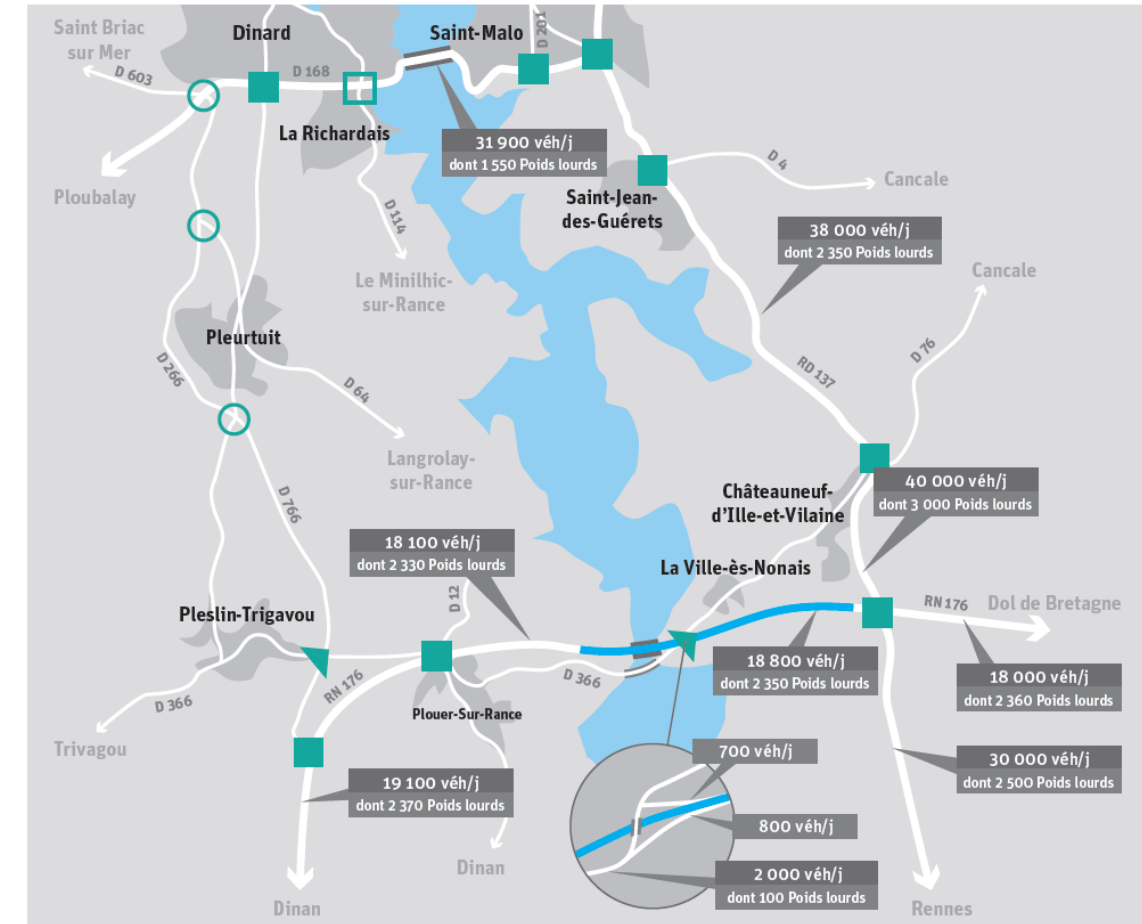 Saint Briac
sur Mer
Dinard
Saint-Malo
D 201
D 603
D 168
La Richardais
31 900 véh/j
dont 1 550 Poids lourds
Ploubalay
D 114
D 4
Cancale
Saint-Jean-
des-Guérets
38 000 véh/j
dont 2 350 Poids lourds
Cancale
Le Minilhic-
sur-Rance
Pleurtuit
D 266
D 64
RD 137
D 76
Langrolay-
sur-Rance
D 766
Châteauneuf-
d'Ille-et-Vilaine
40 000 véh/j
dont 3 000 Poids lourds
18 100 véh/j
dont 2 330 Poids lourds
La Ville-ès-Nonais
D 12
RN 176
Dol de Bretagne
Pleslin-Trigavou
18 800 véh/j
dont 2 350 Poids lourds
18 000 véh/j
dont 2 360 Poids lourds
D 366
RN 176
D 366
Plouer-Sur-Rance
Trivagou
700 véh/j
30 000 véh/j
dont 2 500 Poids lourds
19 100 véh/j
dont 2 370 Poids lourds
800 véh/j
Dinan
2 000 véh/j
dont 100 Poids lourds
Dinan
Rennes